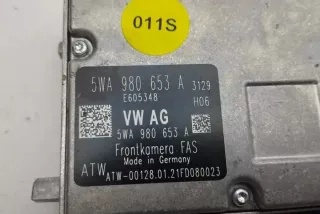 011S
5WA 980 653 A 3129
E605348 H06
VW AG
5WA 980 653 A
Frontkamera FAS
Made in Germany
ATW
ATW-00128.01.21FD080023